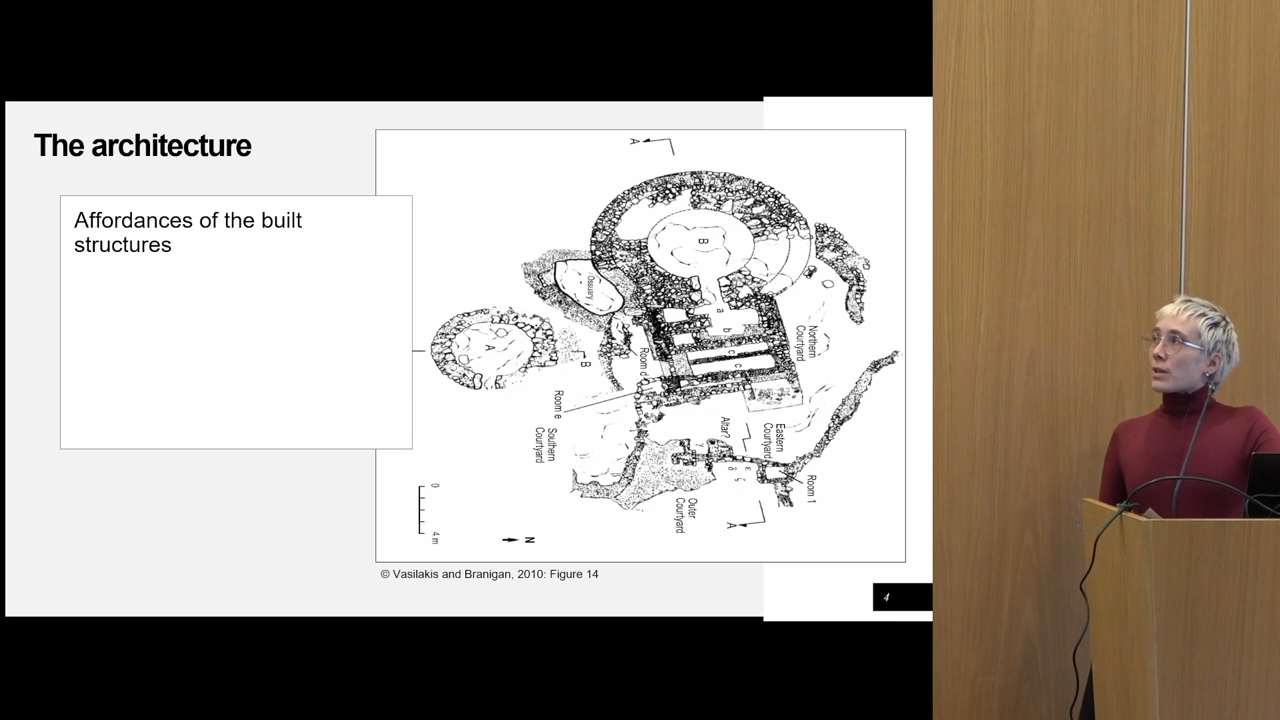 The architecture
Affordances of the built
structures
A
B
Ossuary
a
b
c
c
Northern
Courtyard
A
B
Room d
Room e
Southern
Courtyard
Altar?
Eastern
Courtyard
Room 1
ε
δ
ζ
Outer
Courtyard
A
0
4 m
N
© Vasilakis and Branigan, 2010: Figure 14
4